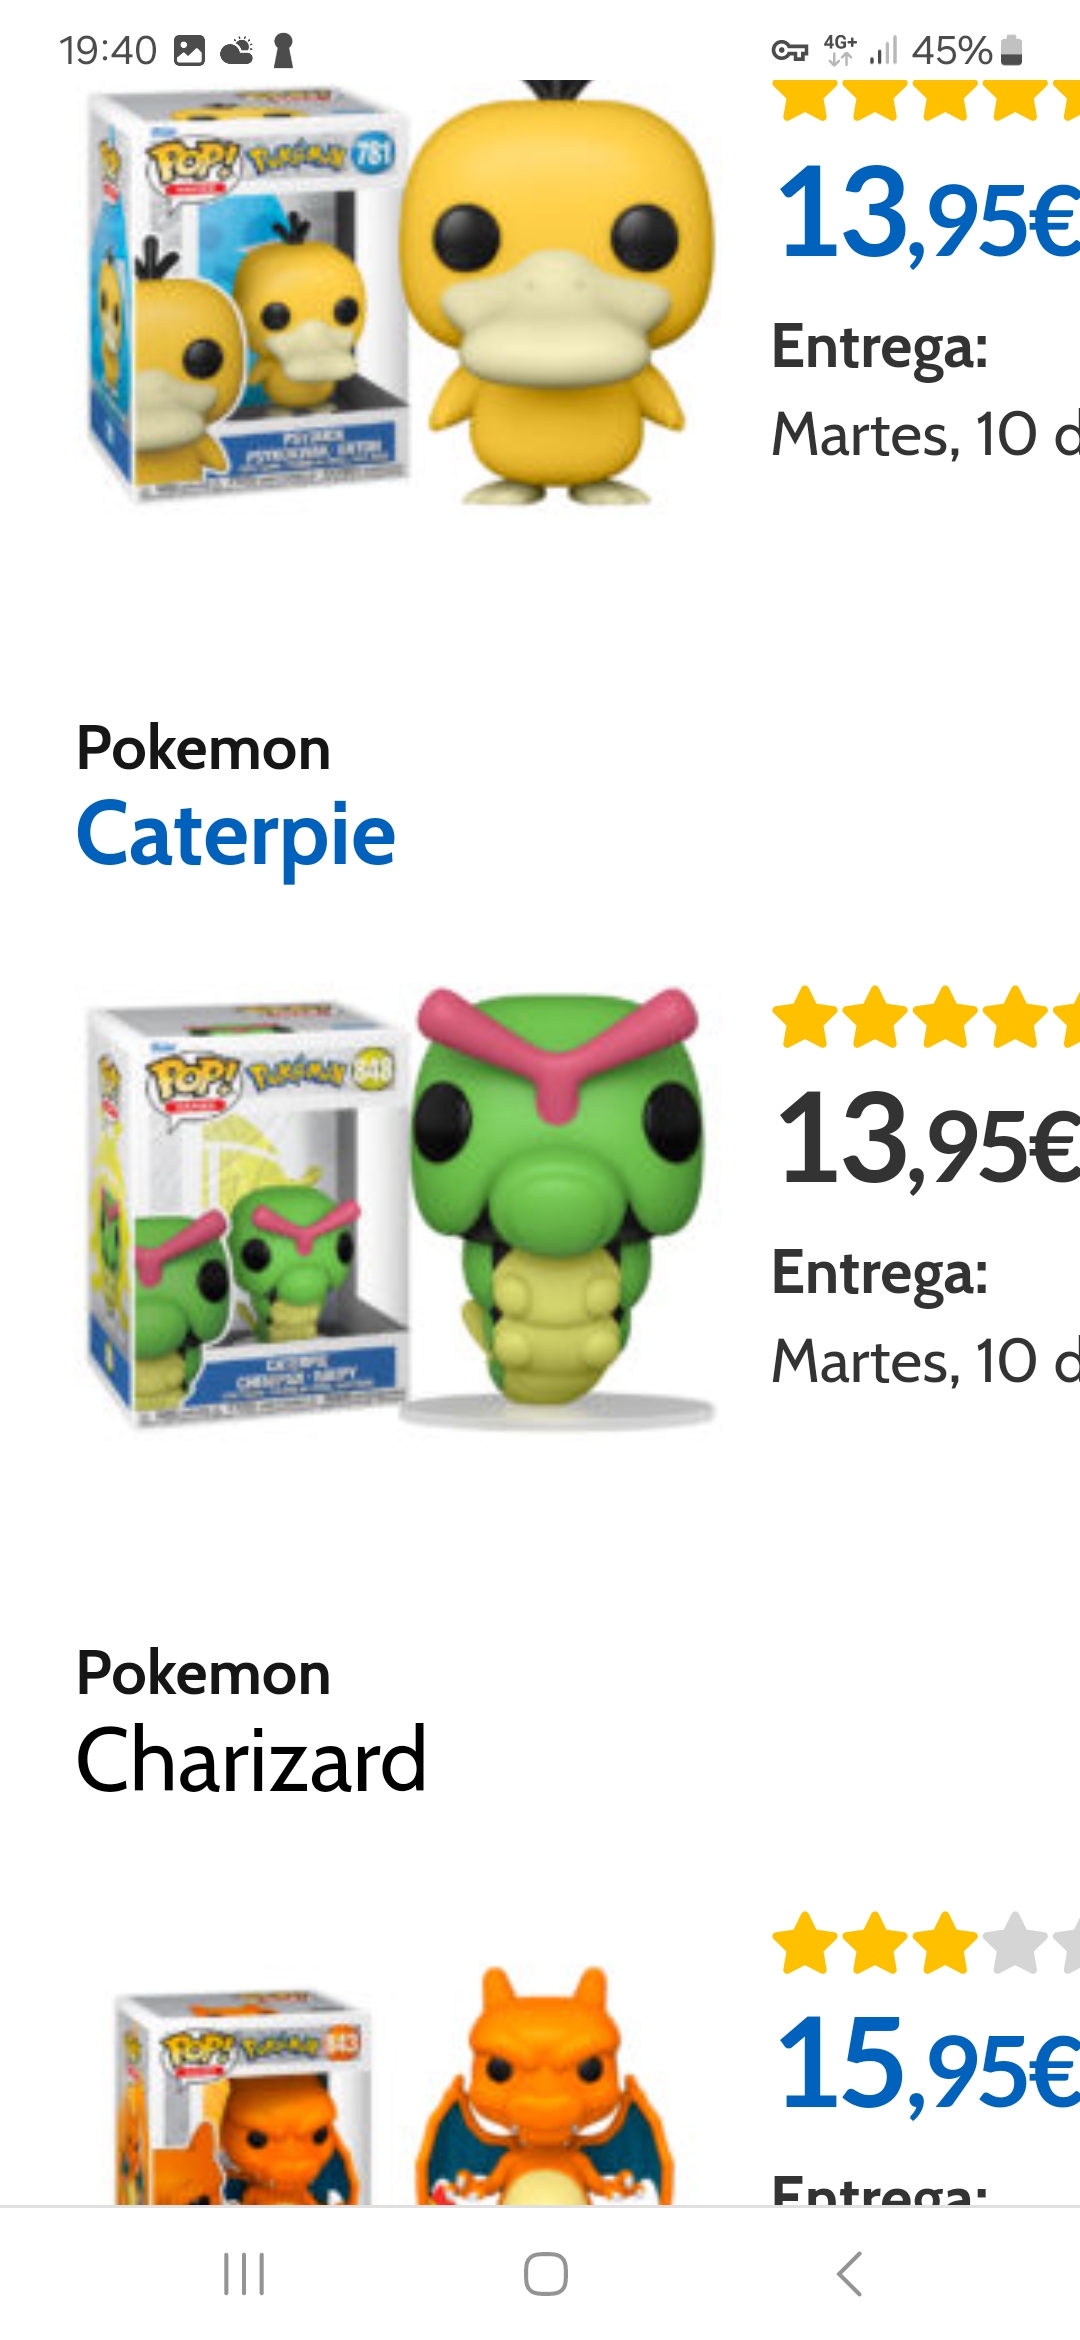 19:40
4G+ 45%
POP! Pokémon 781
PSYDUCK
13,95€
Entrega:
Martes, 10 d
Pokemon
Caterpie
POP! Pokémon 848
CATERPIE
13,95€
Entrega:
Martes, 10 d
Pokemon
Charizard
POP! Pokémon 843
15,95€
Entrega: